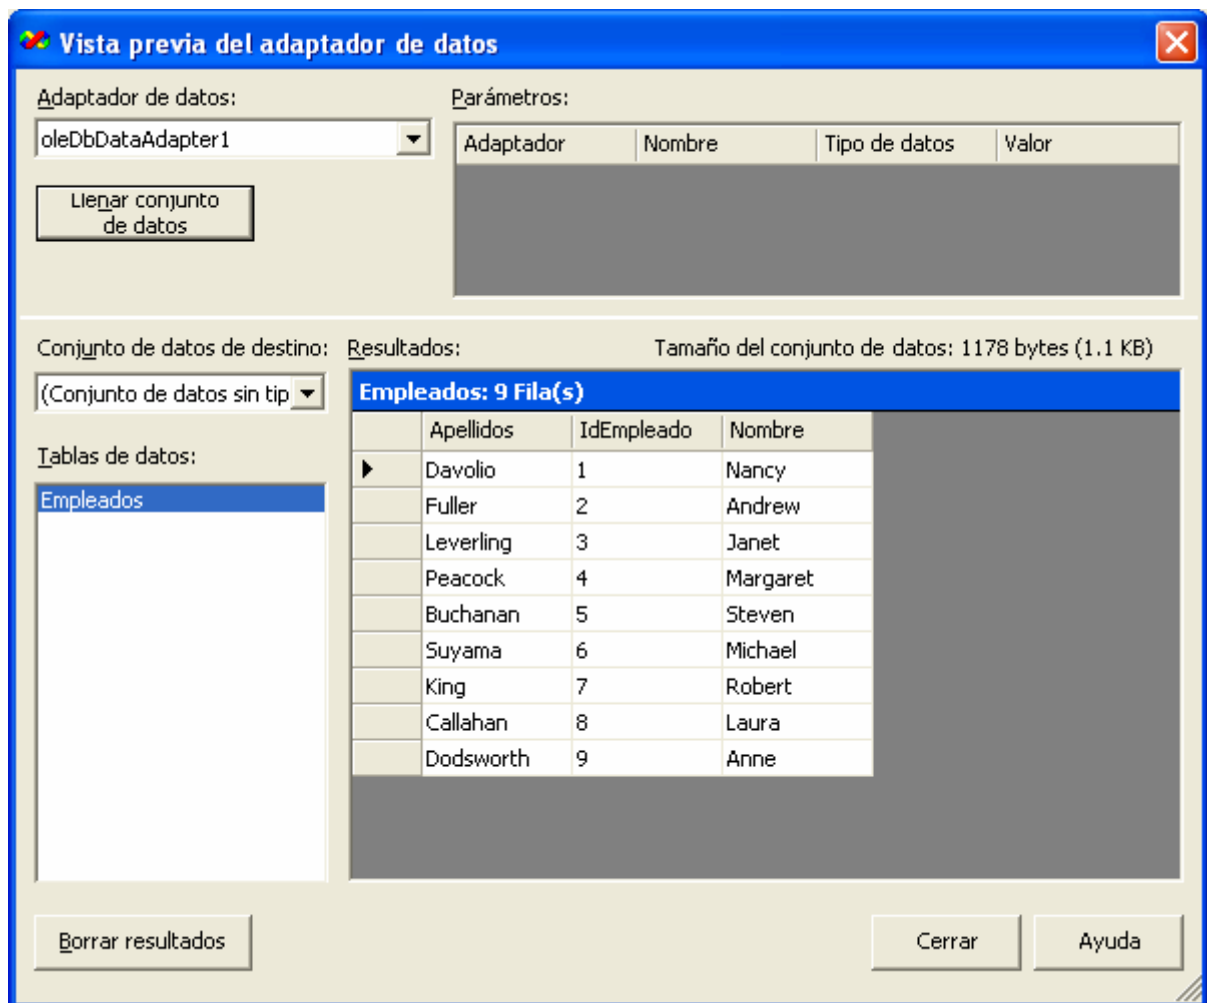 Vista previa del adaptador de datos
Adaptador de datos:
Parámetros:
oleDbDataAdapter1
Adaptador Nombre Tipo de datos Valor
Llenar conjunto
de datos
Conjunto de datos de destino:
Resultados:
Tamaño del conjunto de datos: 1178 bytes (1.1 KB)
(Conjunto de datos sin tip
Empleados: 9 Fila(s)
Tablas de datos:
Empleados
Apellidos IdEmpleado Nombre
Davolio 1 Nancy
Fuller 2 Andrew
Leverling 3 Janet
Peacock 4 Margaret
Buchanan 5 Steven
Suyama 6 Michael
King 7 Robert
Callahan 8 Laura
Dodsworth 9 Anne
Borrar resultados
Cerrar
Ayuda